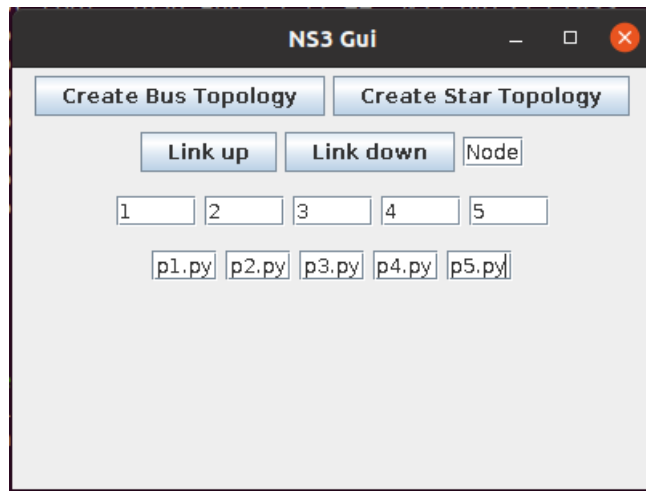 NS3 Gui
Create Bus Topology Create Star Topology
Link up Link down Node
1 2 3 4 5
p1.py p2.py p3.py p4.py p5.py